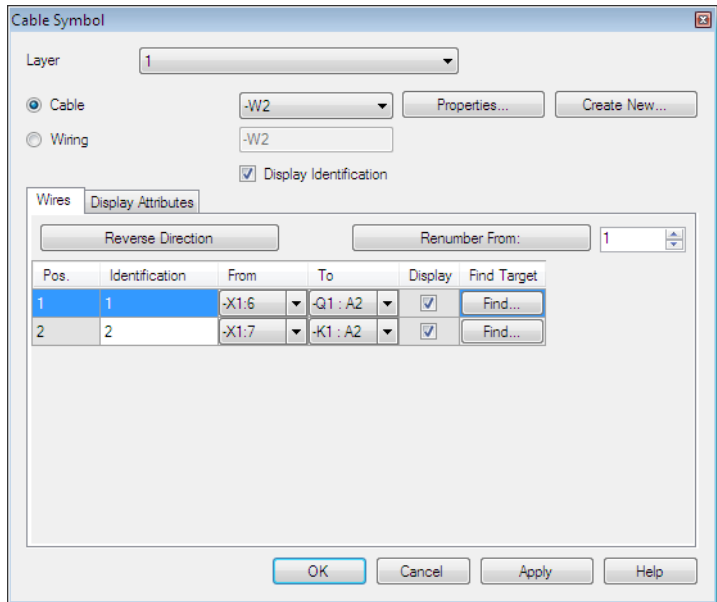 Cable Symbol
Layer 1
Cable -W2 Properties... Create New...
Wiring -W2
Display Identification
Wires Display Attributes
Reverse Direction Renumber From: 1
Pos. Identification From To Display Find Target
1 1 -X1:6 -Q1 : A2 Find...
2 2 -X1:7 -K1 : A2 Find...
OK Cancel Apply Help